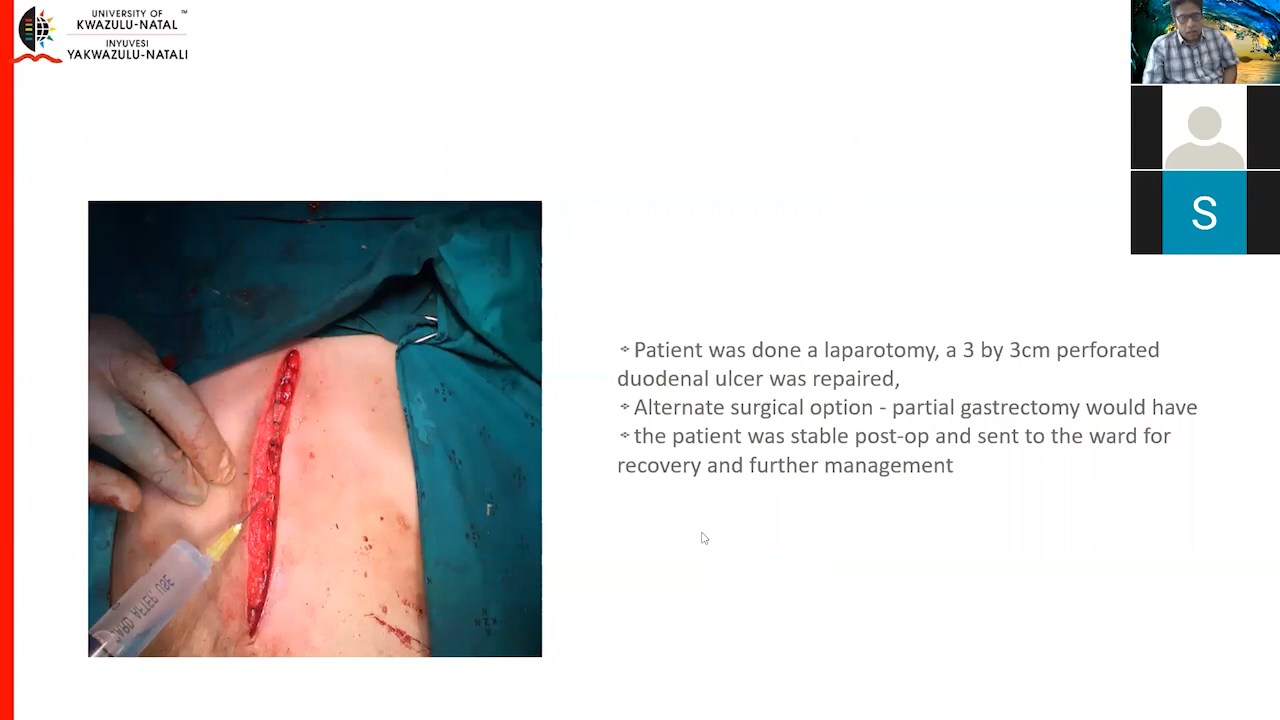 UNIVERSITY OF
KWAZULU-NATAL
™
INYUVESI
YAKWAZULU-NATALI
S
Patient was done a laparotomy, a 3 by 3cm perforated
duodenal ulcer was repaired,
Alternate surgical option - partial gastrectomy would have
the patient was stable post-op and sent to the ward for
recovery and further management